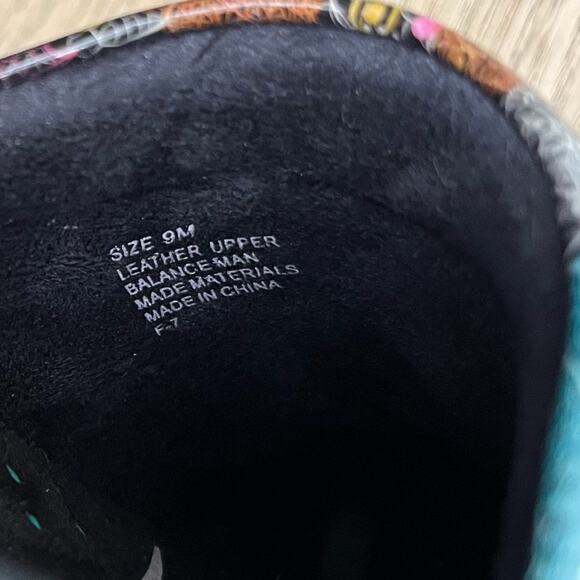 SIZE 9M
LEATHER UPPER
BALANCE MAN
MADE MATERIALS
MADE IN CHINA
F-7